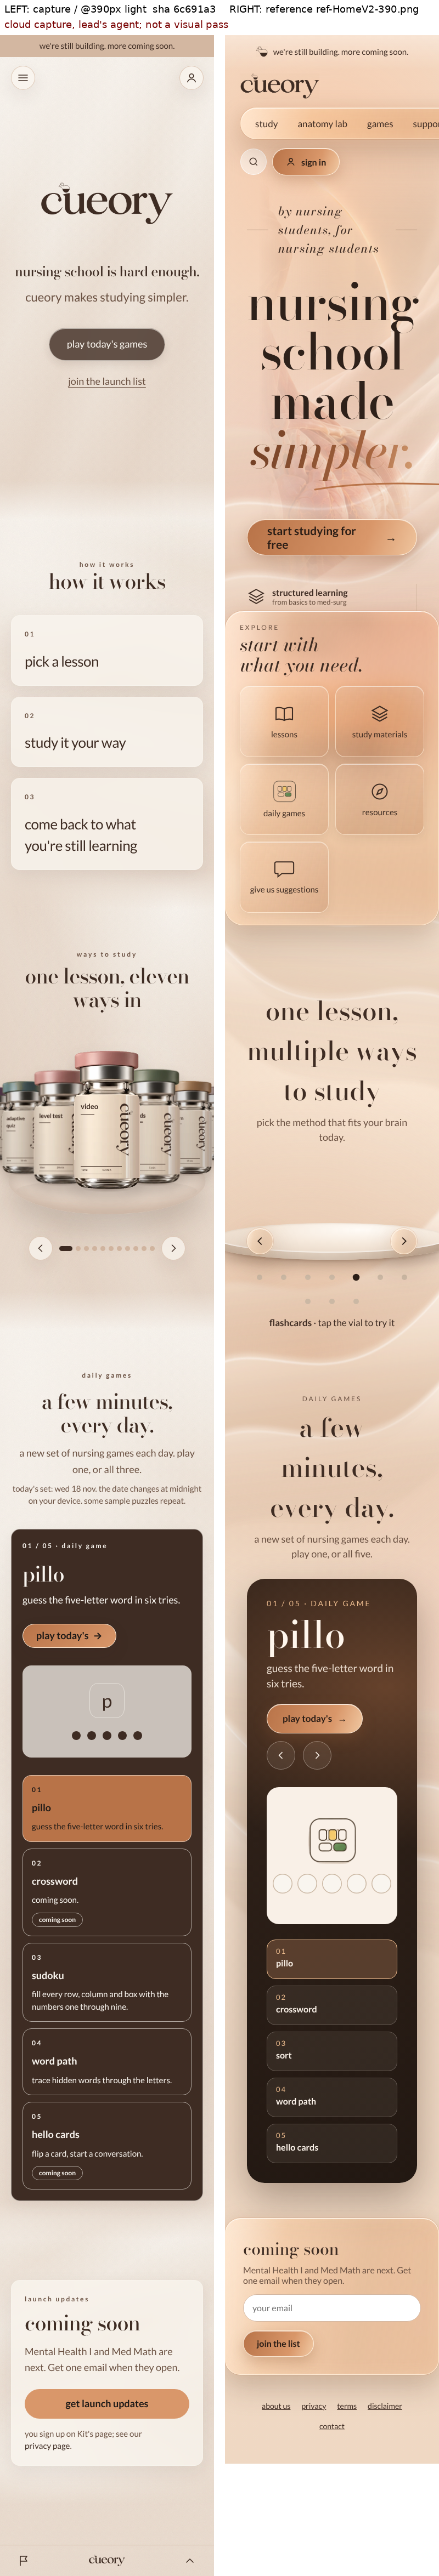 LEFT: capture / @390px light sha 6c691a3 RIGHT: reference ref-HomeV2-390.png
cloud capture, lead's agent; not a visual pass
we're still building. more coming soon.
cueory
nursing school is hard enough.
cueory makes studying simpler.
play today's games
join the launch list
how it works
how it works
01
pick a lesson
02
study it your way
03
come back to what
you're still learning
ways to study
one lesson, eleven
ways in
adaptive
quiz
level test
video
cueory
cueory
cueory
daily games
a few minutes,
every day.
a new set of nursing games each day. play
one, or all three.
today's set: wed 18 nov. the date changes at midnight
on your device. some sample puzzles repeat.
01 / 05 · daily game
pillo
guess the five-letter word in six tries.
play today's →
p
01
pillo
guess the five-letter word in six tries.
02
crossword
coming soon.
coming soon
03
sudoku
fill every row, column and box with the
numbers one through nine.
04
word path
trace hidden words through the letters.
05
hello cards
flip a card, start a conversation.
coming soon
launch updates
coming soon
Mental Health I and Med Math are
next. Get one email when they open.
get launch updates
you sign up on Kit's page; see our
privacy page.
cueory
we're still building. more coming soon.
cueory
study anatomy lab games suppor
sign in
by nursing
students, for
nursing students
nursing
school
made
simpler.
start studying for
free →
structured learning
from basics to med-surg
EXPLORE
start with
what you need.
lessons
study materials
daily games
resources
give us suggestions
one lesson,
multiple ways
to study
pick the method that fits your brain
today.
flashcards · tap the vial to try it
DAILY GAMES
a few
minutes,
every day.
a new set of nursing games each day.
play one, or all five.
01 / 05 · DAILY GAME
pillo
guess the five-letter word in
six tries.
play today's →
01
pillo
02
crossword
03
sort
04
word path
05
hello cards
coming soon
Mental Health I and Med Math are next. Get
one email when they open.
your email
join the list
about us privacy terms disclaimer
contact